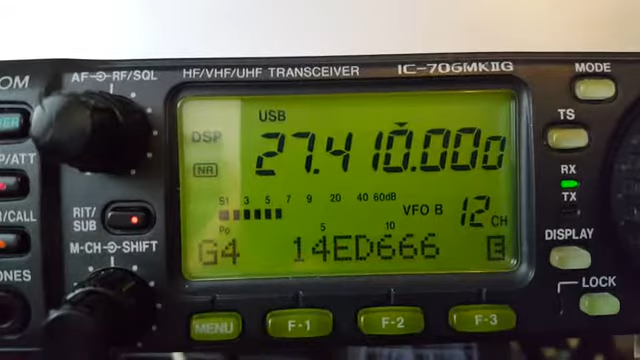 AF RF/SQL HF/VHF/UHF TRANSCEIVER IC-706MKIIG MODE
USB
TS
DSP
27.410.000
P/ATT
NR
RX
S1 3 5 7 9 20 40 60dB
TX
RIT/
SUB
VFO B 12 CH
/CALL
Po 5 10
DISPLAY
M-CH SHIFT
G4 14ED666 E
LOCK
MENU F-1 F-2 F-3